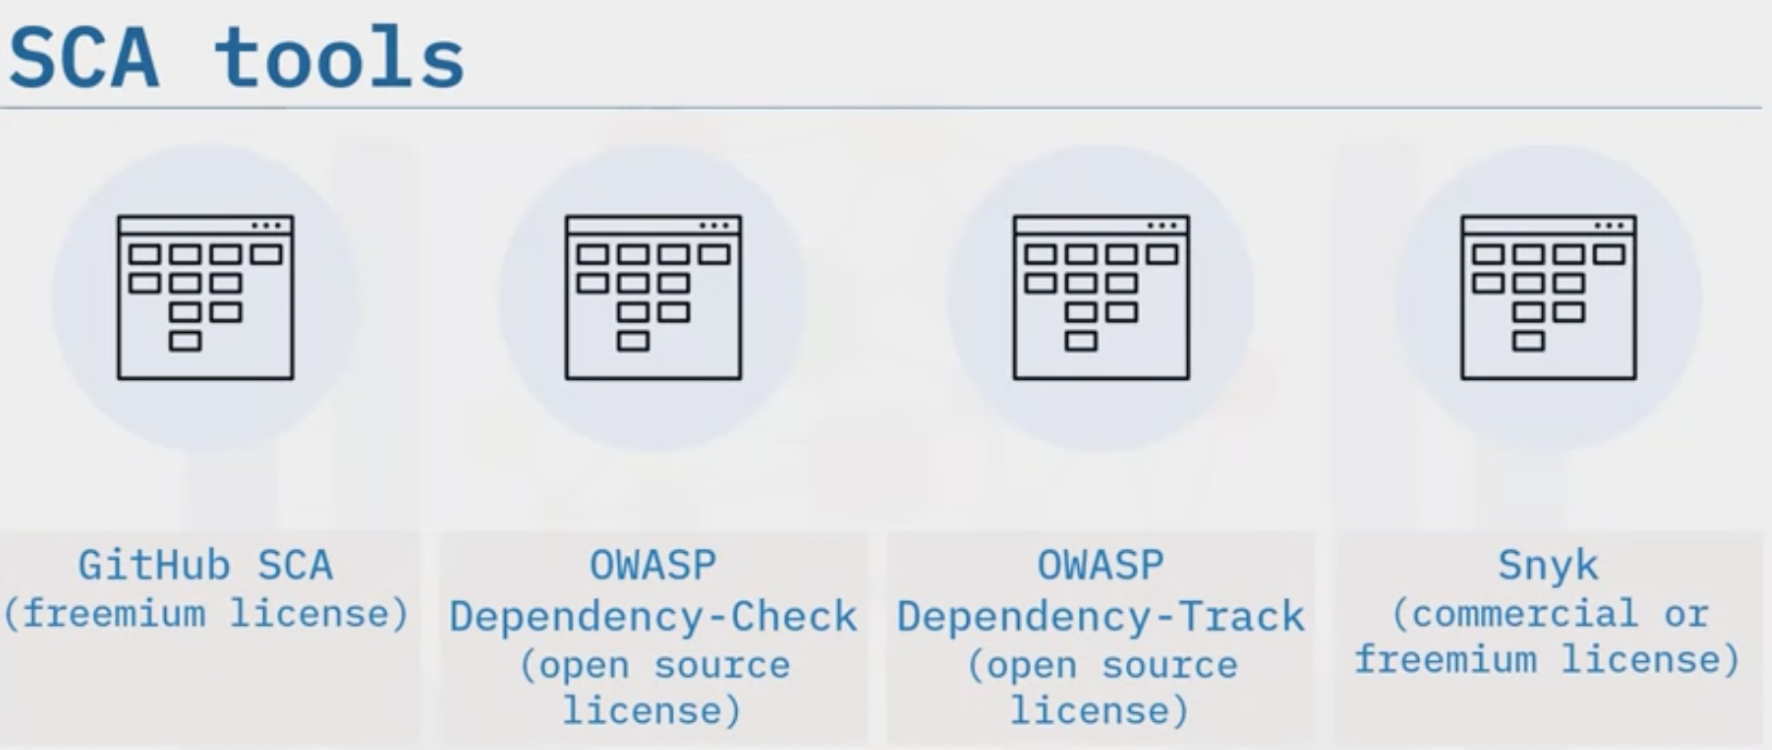 SCA tools
GitHub SCA
(freemium license)
OWASP
Dependency-Check
(open source
license)
OWASP
Dependency-Track
(open source
license)
Snyk
(commercial or
freemium license)